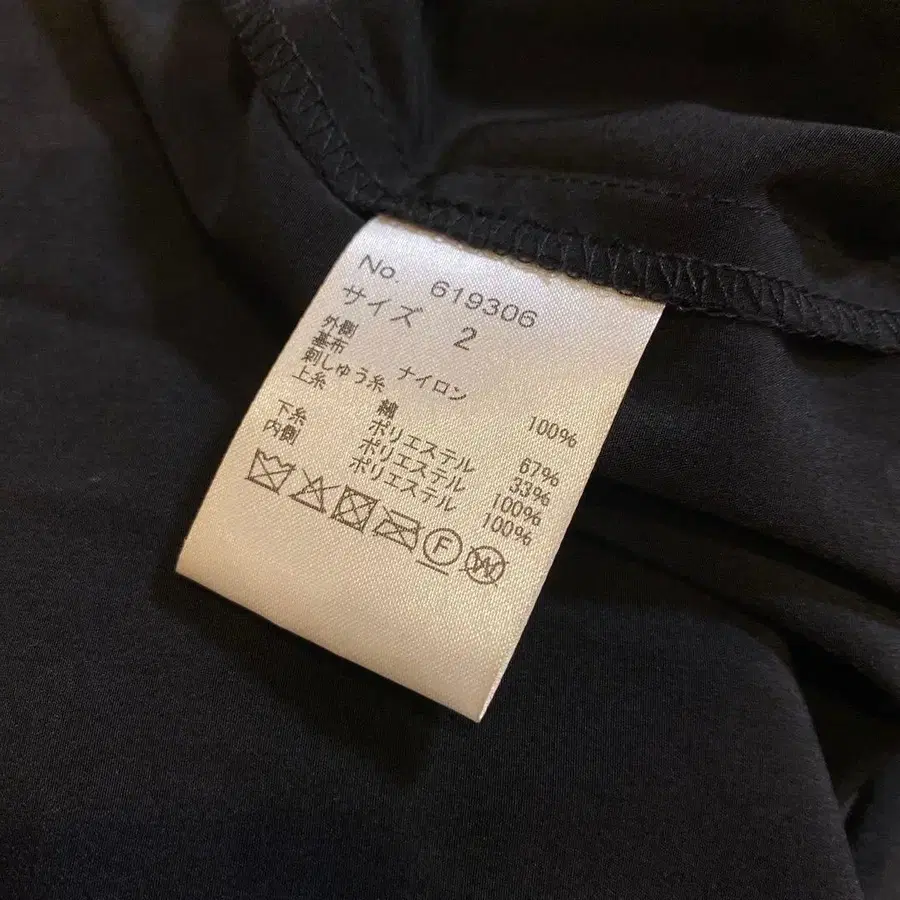 No. 619306
サイズ 2
外側
基布 ナイロン 100%
刺しゅう糸
上糸 綿 67%
ポリエステル 33%
下糸 ポリエステル 100%
内側 ポリエステル 100%
F
W